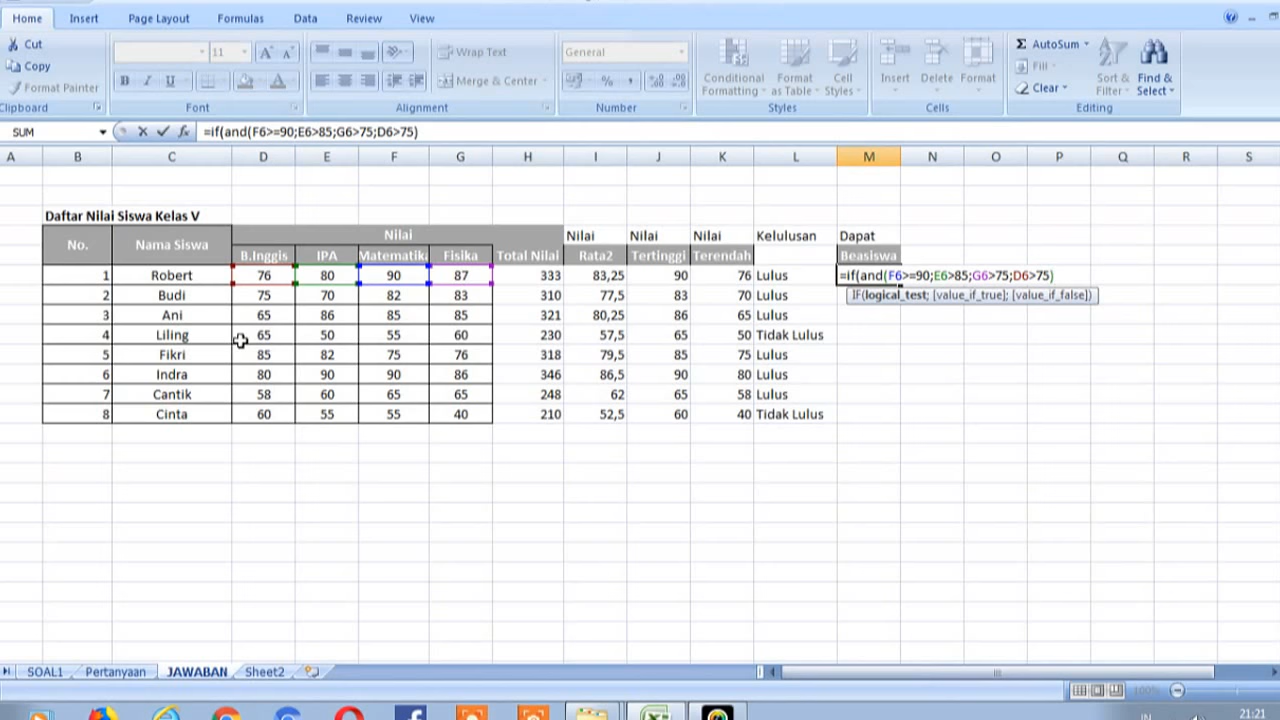 Home Insert Page Layout Formulas Data Review View
Cut
Copy
Format Painter
Clipboard
11
B I U
Font
Wrap Text
Merge & Center
Alignment
General
% ,
Number
Conditional Formatting
Format as Table
Cell Styles
Styles
Insert Delete Format
Cells
Σ AutoSum
Fill
Clear
Sort & Filter
Find & Select
Editing
SUM fx =if(and(F6>=90;E6>85;G6>75;D6>75)
A B C D E F G H I J K L M N O P Q R S
Daftar Nilai Siswa Kelas V
No. Nama Siswa Nilai Nilai Nilai Nilai Kelulusan Dapat
B.Inggis IPA Matematik Fisika Total Nilai Rata2 Tertinggi Terendah Beasiswa
1 Robert 76 80 90 87 333 83,25 90 76 Lulus =if(and(F6>=90;E6>85;G6>75;D6>75)
IF(logical_test; [value_if_true]; [value_if_false])
2 Budi 75 70 82 83 310 77,5 83 70 Lulus
3 Ani 65 86 85 85 321 80,25 86 65 Lulus
4 Liling 65 50 55 60 230 57,5 65 50 Tidak Lulus
5 Fikri 85 82 75 76 318 79,5 85 75 Lulus
6 Indra 80 90 90 86 346 86,5 90 80 Lulus
7 Cantik 58 60 65 65 248 62 65 58 Lulus
8 Cinta 60 55 55 40 210 52,5 60 40 Tidak Lulus
SOAL1 Pertanyaan JAWABAN Sheet2
100%
IN 21:21